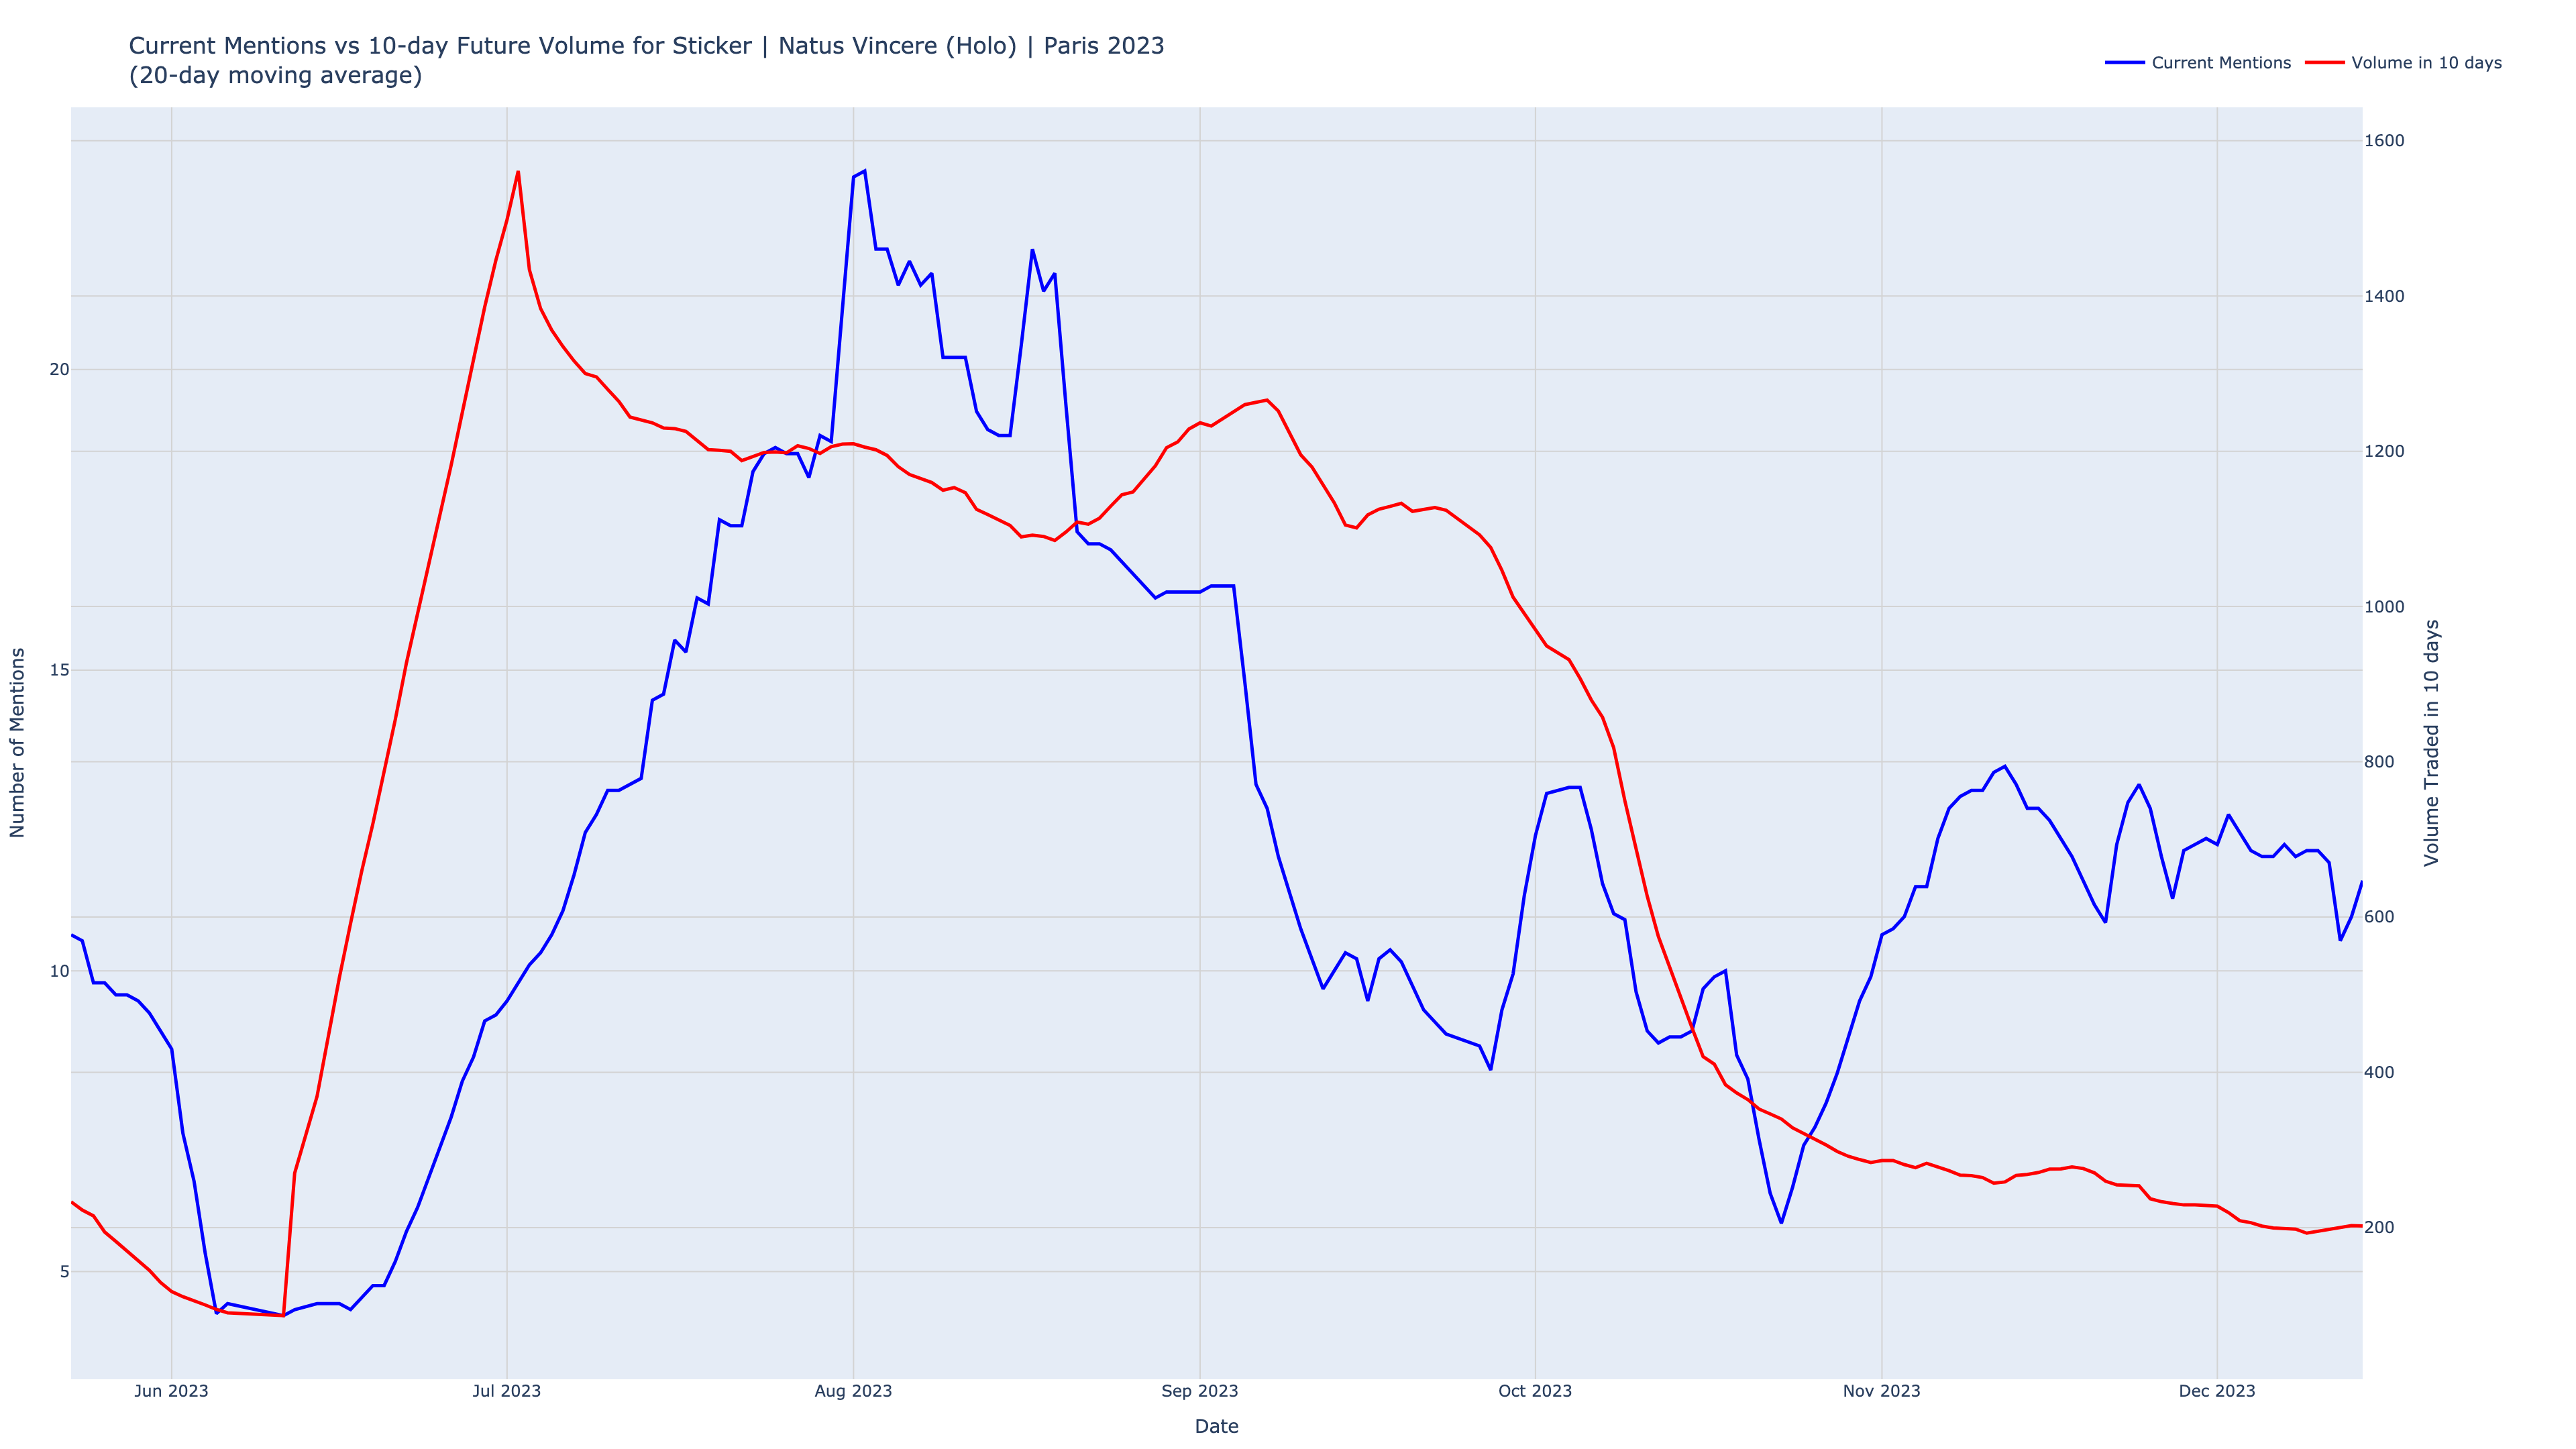 Current Mentions vs 10-day Future Volume for Sticker | Natus Vincere (Holo) | Paris 2023
(20-day moving average)
Current Mentions
Volume in 10 days
1600
1400
20
1200
1000
15
800
600
10
400
200
5
Number of Mentions
Volume Traded in 10 days
Jun 2023
Jul 2023
Aug 2023
Sep 2023
Oct 2023
Nov 2023
Dec 2023
Date